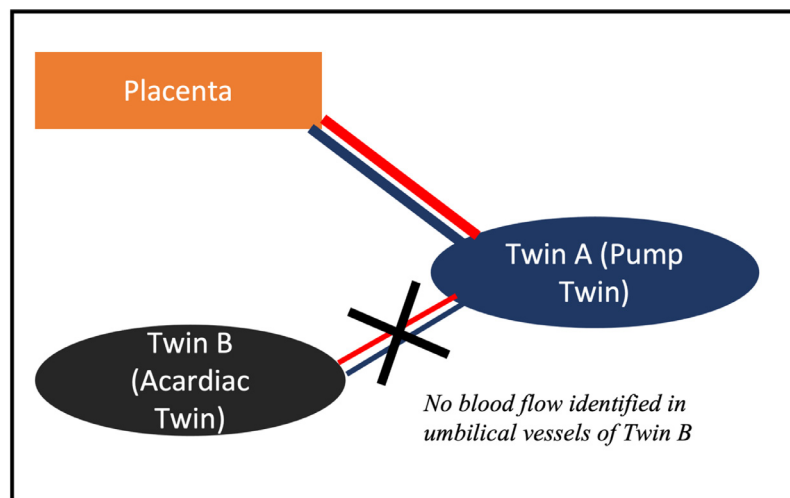 Placenta
Twin A (Pump
Twin)
Twin B
(Acardiac
Twin)
No blood flow identified in
umbilical vessels of Twin B